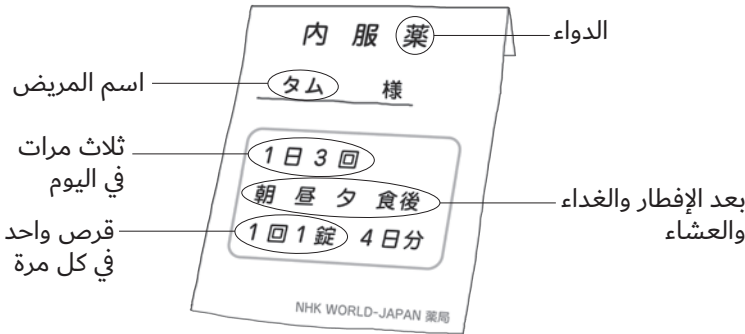 内 服 薬
الدواء
タム 様
اسم المريض
1日3回
ثلاث مرات
في اليوم
朝 昼 夕 食後
بعد الإفطار والغداء
والعشاء
1回1錠 4日分
قرص واحد
في كل مرة
NHK WORLD-JAPAN 薬局